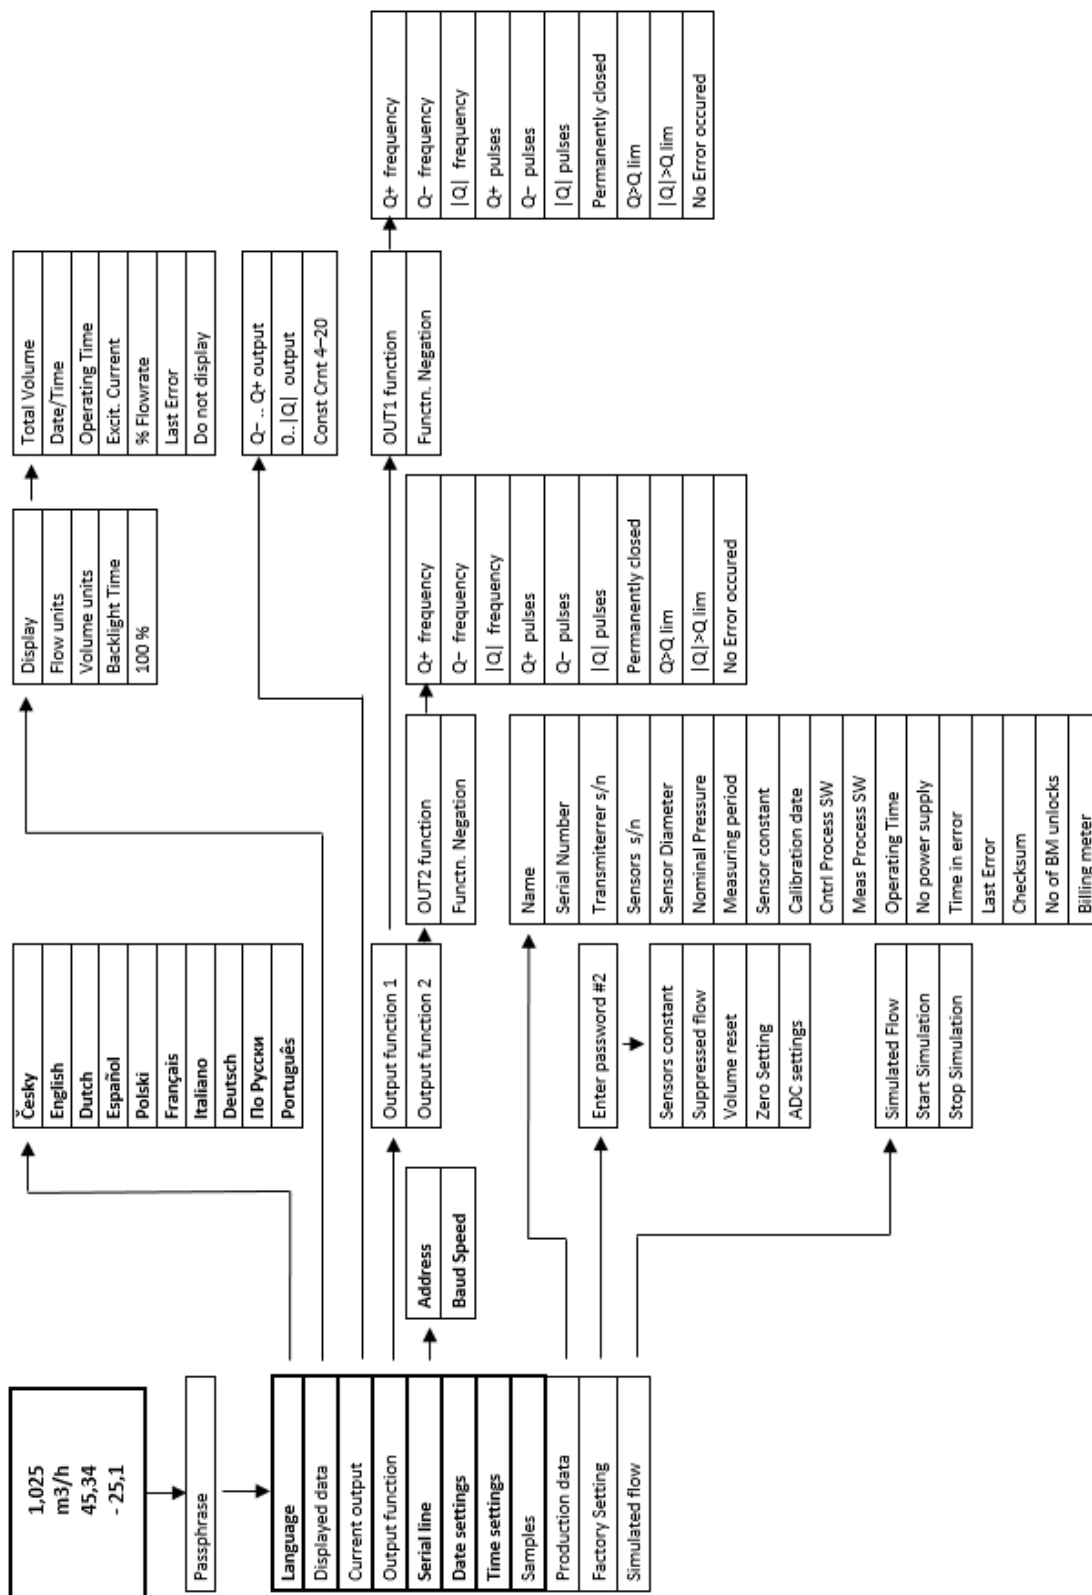 1,025
m3/h
45,34
- 25,1
Passphrase
Language
Displayed data
Current output
Output function
Serial line
Date settings
Time settings
Samples
Production data
Factory Setting
Simulated flow
Česky
English
Dutch
Español
Polski
Français
Italiano
Deutsch
По Русски
Português
Display
Flow units
Volume units
Backlight Time
100 %
Total Volume
Date/Time
Operating Time
Excit. Current
% Flowrate
Last Error
Do not display
Q− .. Q+ output
0..|Q| output
Const Crnt 4–20
Output function 1
Output function 2
OUT1 function
Functn. Negation
Q+ frequency
Q− frequency
|Q| frequency
Q+ pulses
Q− pulses
|Q| pulses
Permanently closed
Q>Q lim
|Q|>Q lim
No Error occured
OUT2 function
Functn. Negation
Q+ frequency
Q− frequency
|Q| frequency
Q+ pulses
Q− pulses
|Q| pulses
Permanently closed
Q>Q lim
|Q|>Q lim
No Error occured
Address
Baud Speed
Name
Serial Number
Transmiterrer s/n
Sensors s/n
Sensor Diameter
Nominal Pressure
Measuring period
Sensor constant
Calibration date
Cntrl Process SW
Meas Process SW
Operating Time
No power supply
Time in error
Last Error
Checksum
No of BM unlocks
Billing meter
Enter password #2
Sensors constant
Suppressed flow
Volume reset
Zero Setting
ADC settings
Simulated Flow
Start Simulation
Stop Simulation